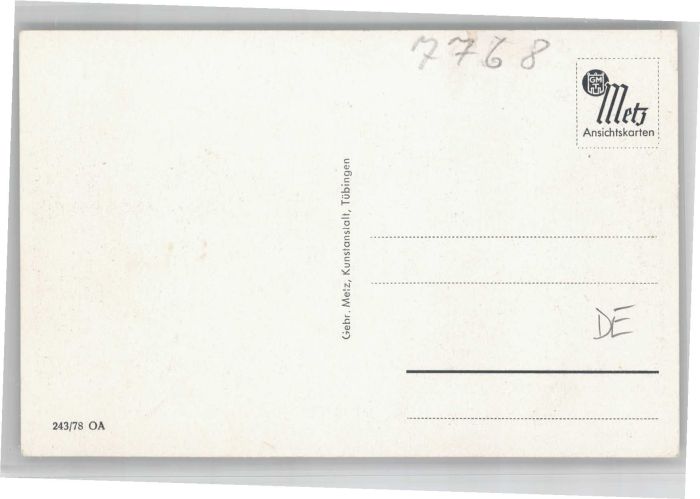 7768
GM
Metz
Ansichtskarten
Gebr. Metz, Kunstanstalt, Tübingen
DE
243/78 OA